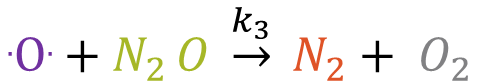 ·O· + N₂ O →k₃ N₂ + O₂